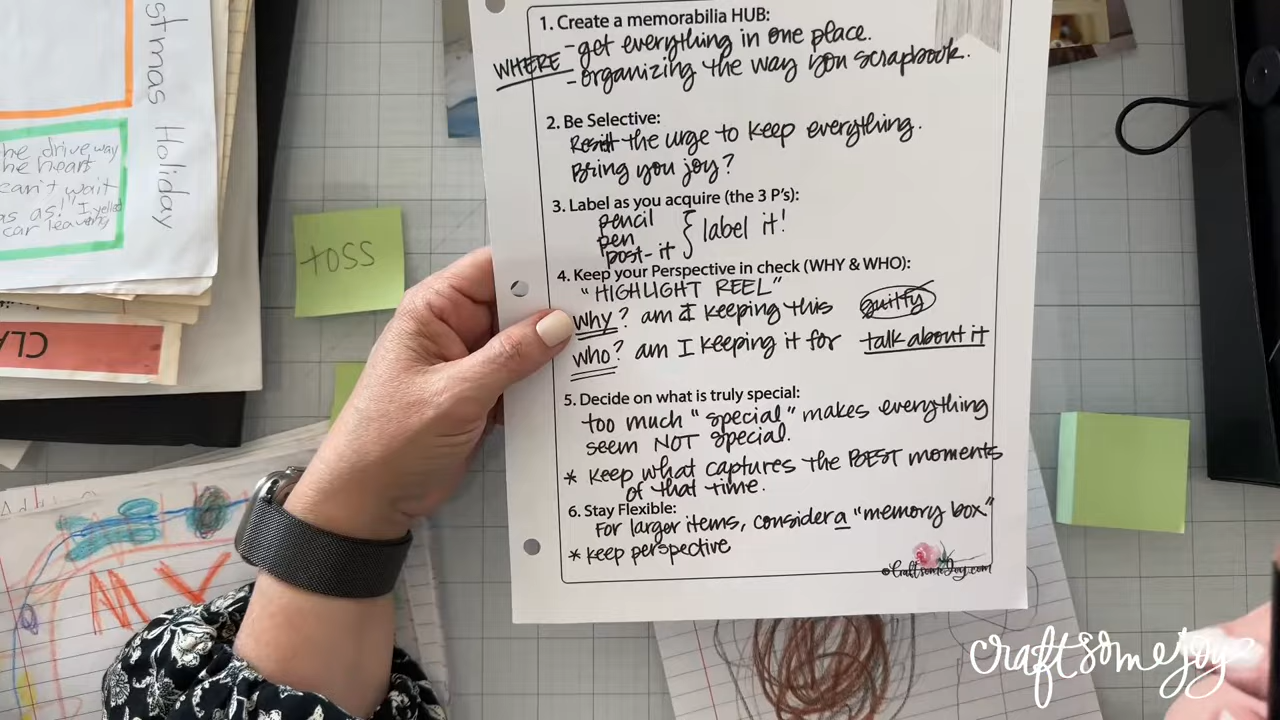 1. Create a memorabilia HUB:
WHERE
- get everything in one place.
- organizing the way you scrapbook.
2. Be Selective:
Resist the urge to keep everything.
Bring you joy?
3. Label as you acquire (the 3 P's):
pencil
pen
post-it
label it!
4. Keep your Perspective in check (WHY & WHO):
"HIGHLIGHT REEL"
why? am I keeping this guilty
who? am I keeping it for talk about it
5. Decide on what is truly special:
too much "special" makes everything
seem NOT special.
* keep what captures the BEST moments
of that time.
6. Stay Flexible:
For larger items, consider a "memory box"
* keep perspective
©craftsomejoy.com
stmas Holiday
he driveway
he heart
can't wait
as as!" I yelled
car leaving
toss
CLA
craftsomejoy